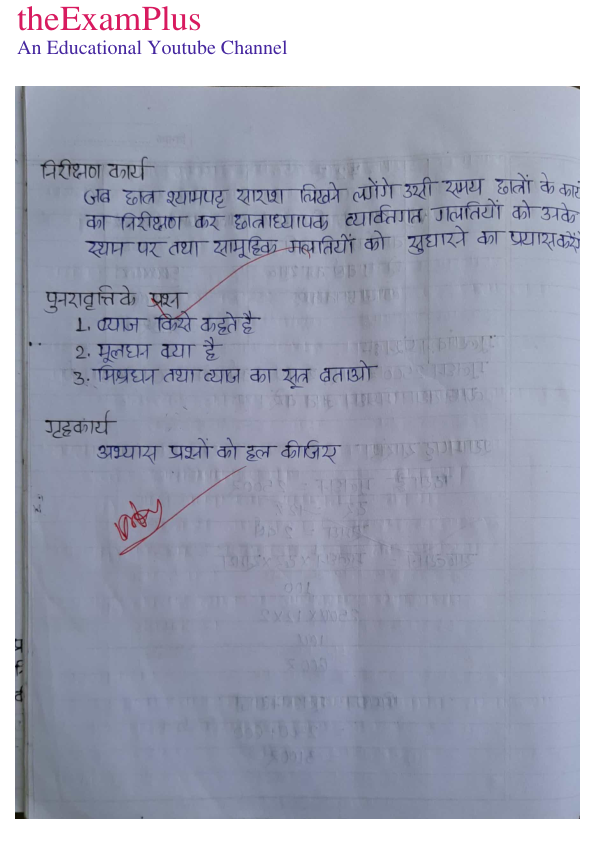 theExamPlus
An Educational Youtube Channel
निरीक्षण कार्य
जब छात्र श्यामपट्ट सारांश लिखने लगेंगे उसी समय छात्रों के कार्य
का निरीक्षण कर छात्राध्यापक व्यक्तिगत गलतियों को उनके
स्थान पर तथा सामूहिक गलतियों को सुधारने का प्रयास करेंगे
पुनरावृत्ति के प्रश्न
1. ब्याज किसे कहते है
2. मूलधन क्या है
3. मिश्रधन तथा ब्याज का सूत्र बताओ
गृहकार्य
अभ्यास प्रश्नों को हल कीजिए